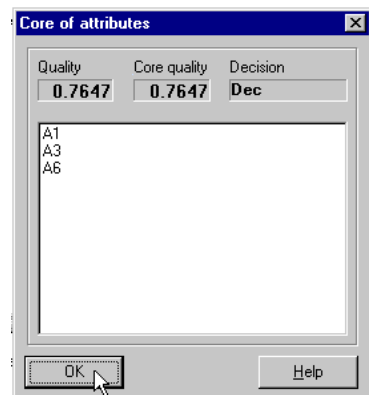 Core of attributes
Quality Core quality Decision
0.7647 0.7647 Dec
A1
A3
A6
OK Help